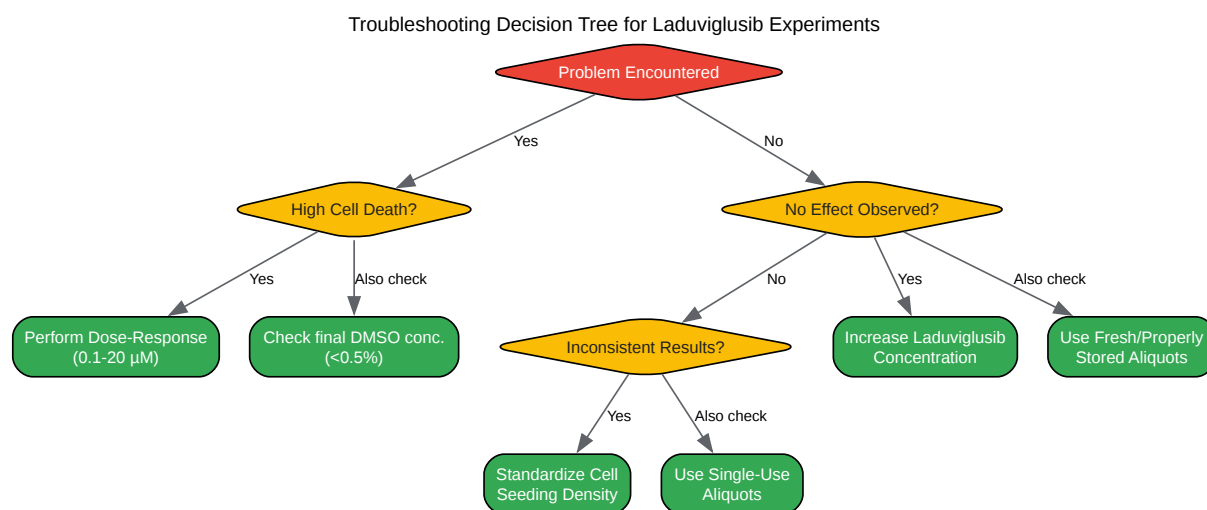 Troubleshooting Decision Tree for Laduviglusib Experiments
Problem Encountered
Yes
No
High Cell Death?
No Effect Observed?
Yes
Also check
No
Yes
Also check
Perform Dose-Response
(0.1-20 µM)
Check final DMSO conc.
(<0.5%)
Inconsistent Results?
Increase Laduviglusib
Concentration
Use Fresh/Properly
Stored Aliquots
Yes
Also check
Standardize Cell
Seeding Density
Use Single-Use
Aliquots